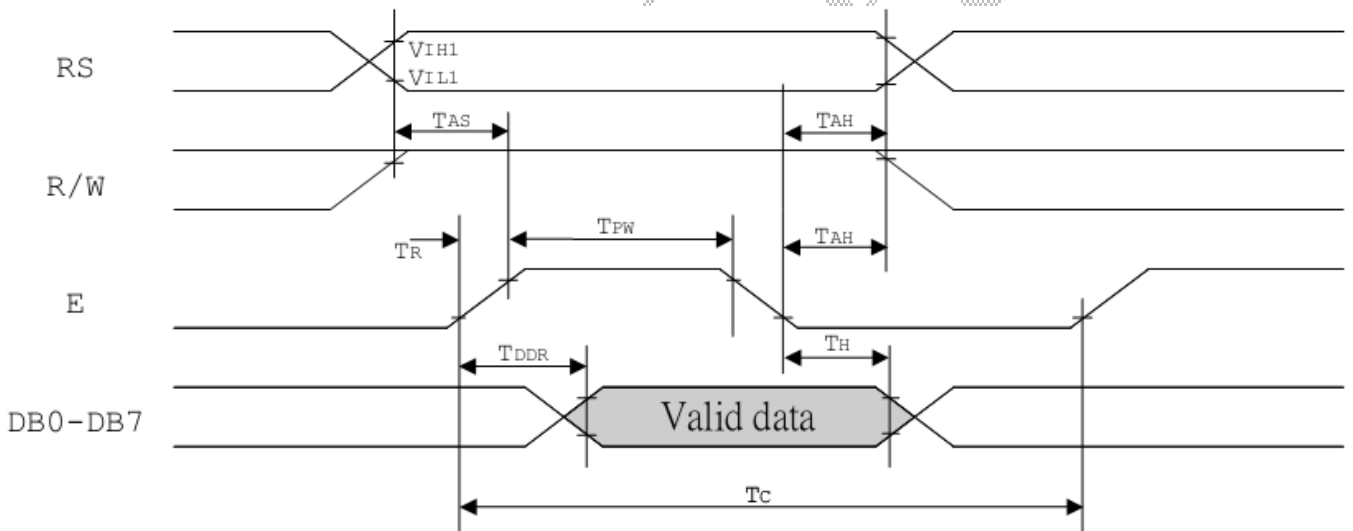 RS
VIH1
VIL1
TAS
TAH
R/W
TPW
TR
TAH
E
TDDR
TH
DB0-DB7
Valid data
TC